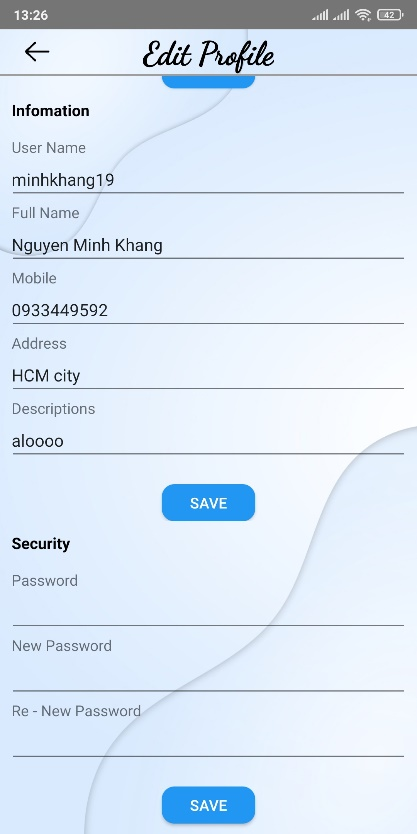 13:26
42
Edit Profile
Infomation
User Name
minhkhang19
Full Name
Nguyen Minh Khang
Mobile
0933449592
Address
HCM city
Descriptions
aloooo
SAVE
Security
Password
New Password
Re - New Password
SAVE